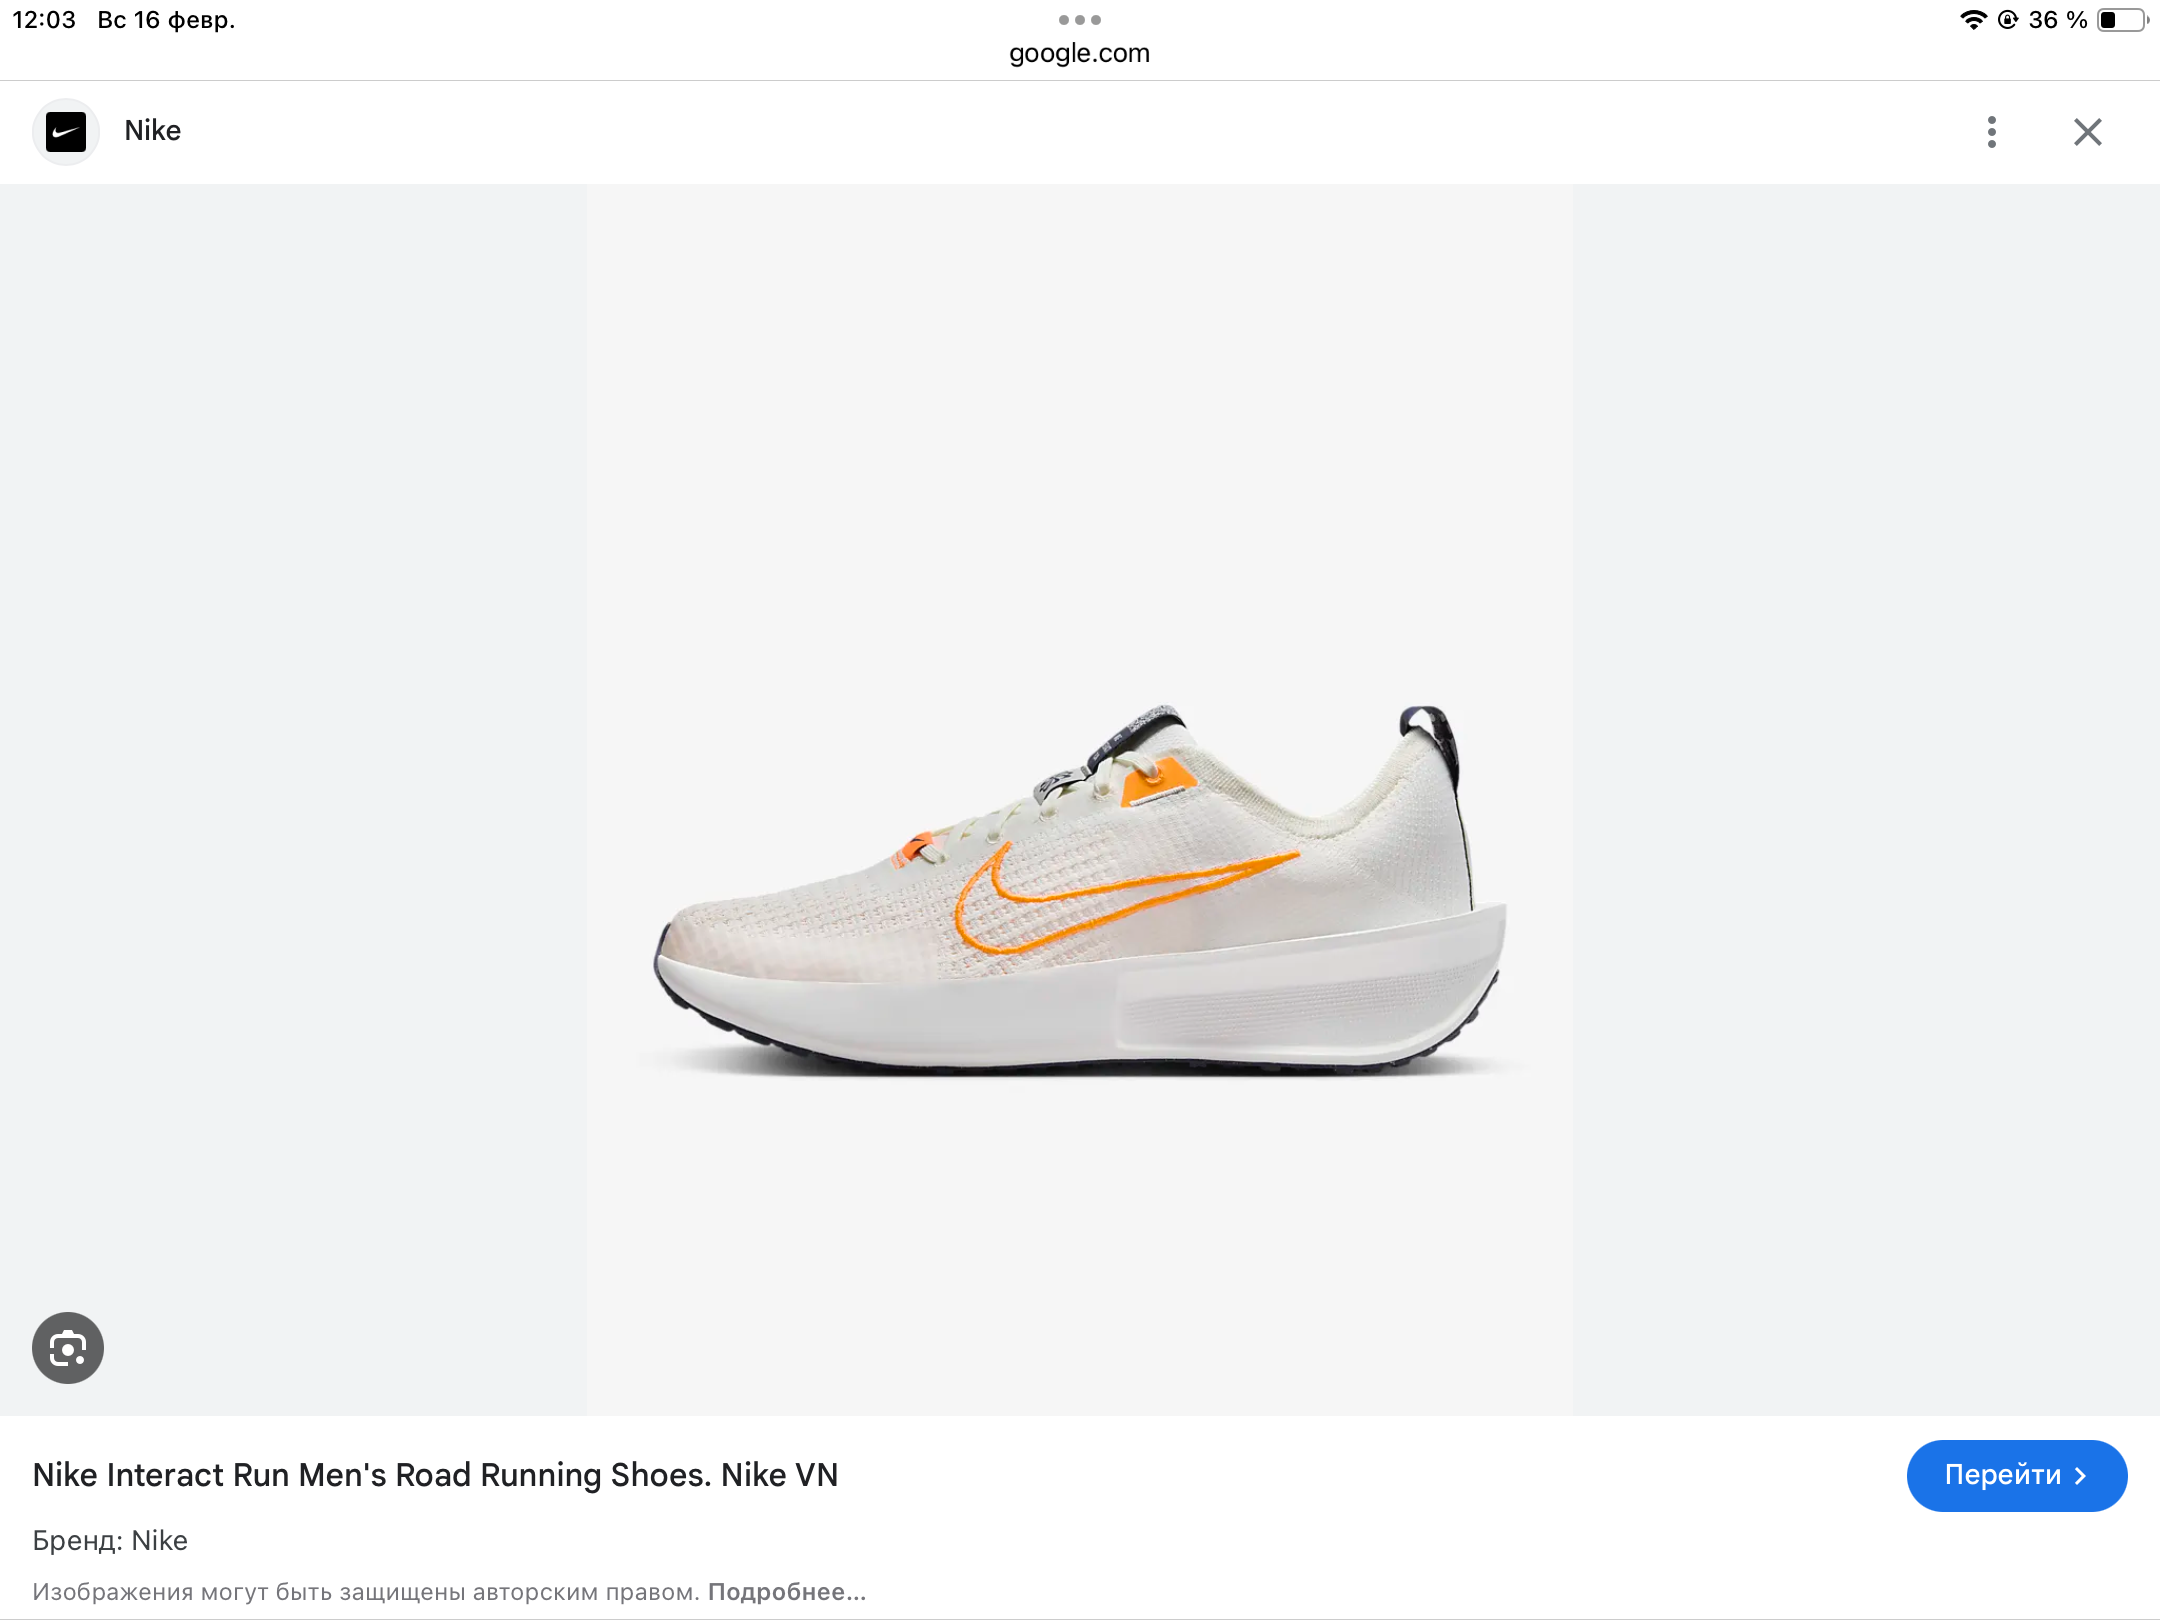 12:03 Вс 16 февр.
36 %
google.com
Nike
Nike Interact Run Men's Road Running Shoes. Nike VN
Перейти
Бренд: Nike
Изображения могут быть защищены авторским правом. Подробнее...